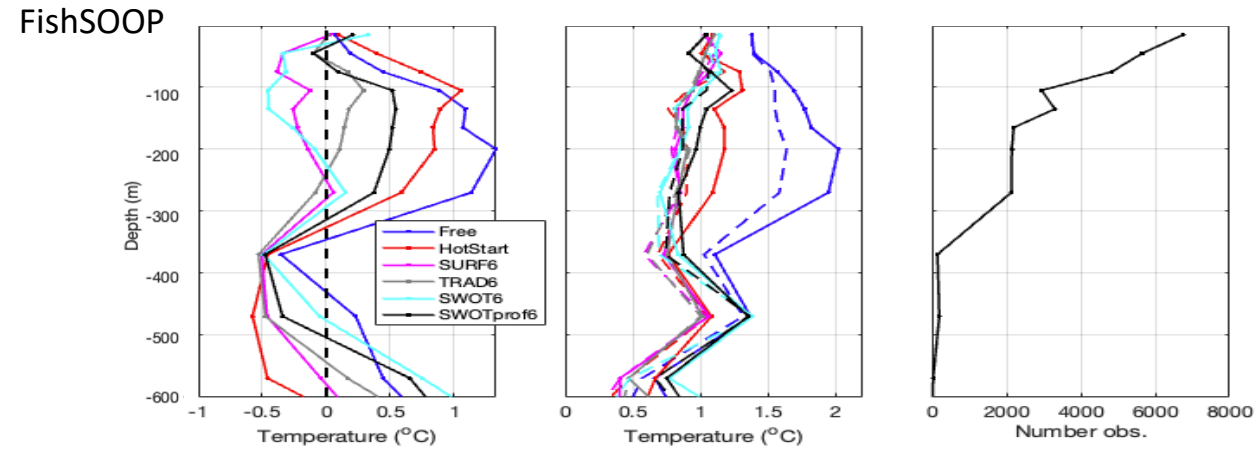 FishSOOP
Depth (m)
-100
-200
-300
-400
-500
-600
-1
-0.5
0
0.5
1
Temperature (°C)
Free
HotStart
SURF6
TRAD6
SWOT6
SWOTprof6
0
0.5
1
1.5
2
Temperature (°C)
0
2000
4000
6000
8000
Number obs.